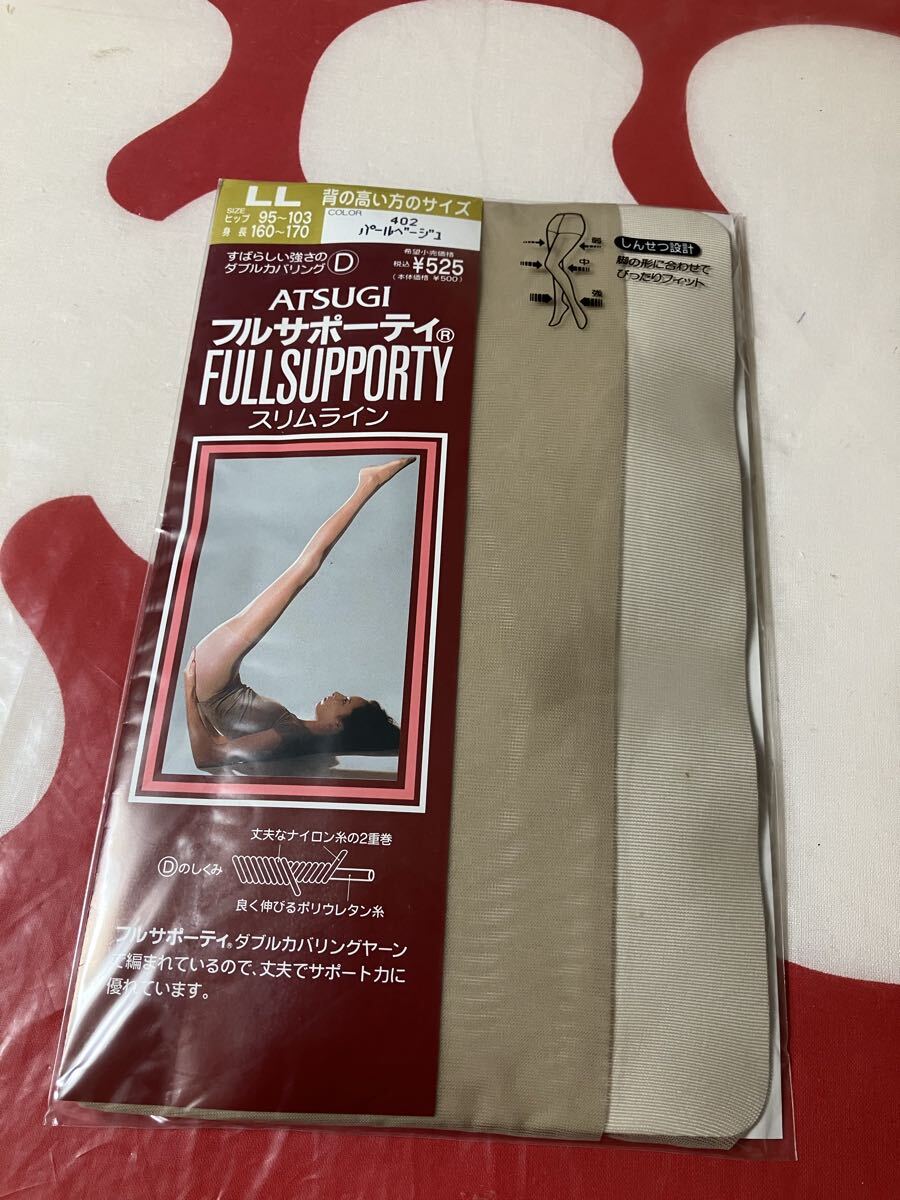 LL 背の高い方のサイズ
SIZE
ヒップ 95~103
身長 160~170
COLOR
402
パールベージュ
すばらしい強さの
ダブルカバリング D
希望小売価格
税込 ¥525
(本体価格 ¥500)
ATSUGI
フルサポーティ®
FULLSUPPORTY
スリムライン
丈夫なナイロン糸の2重巻
Dのしくみ
良く伸びるポリウレタン糸
フルサポーティ®ダブルカバリングヤーン
で編まれているので、丈夫でサポート力に
優れています。
弱
中
強
しんせつ設計
脚の形に合わせて
ぴったりフィット